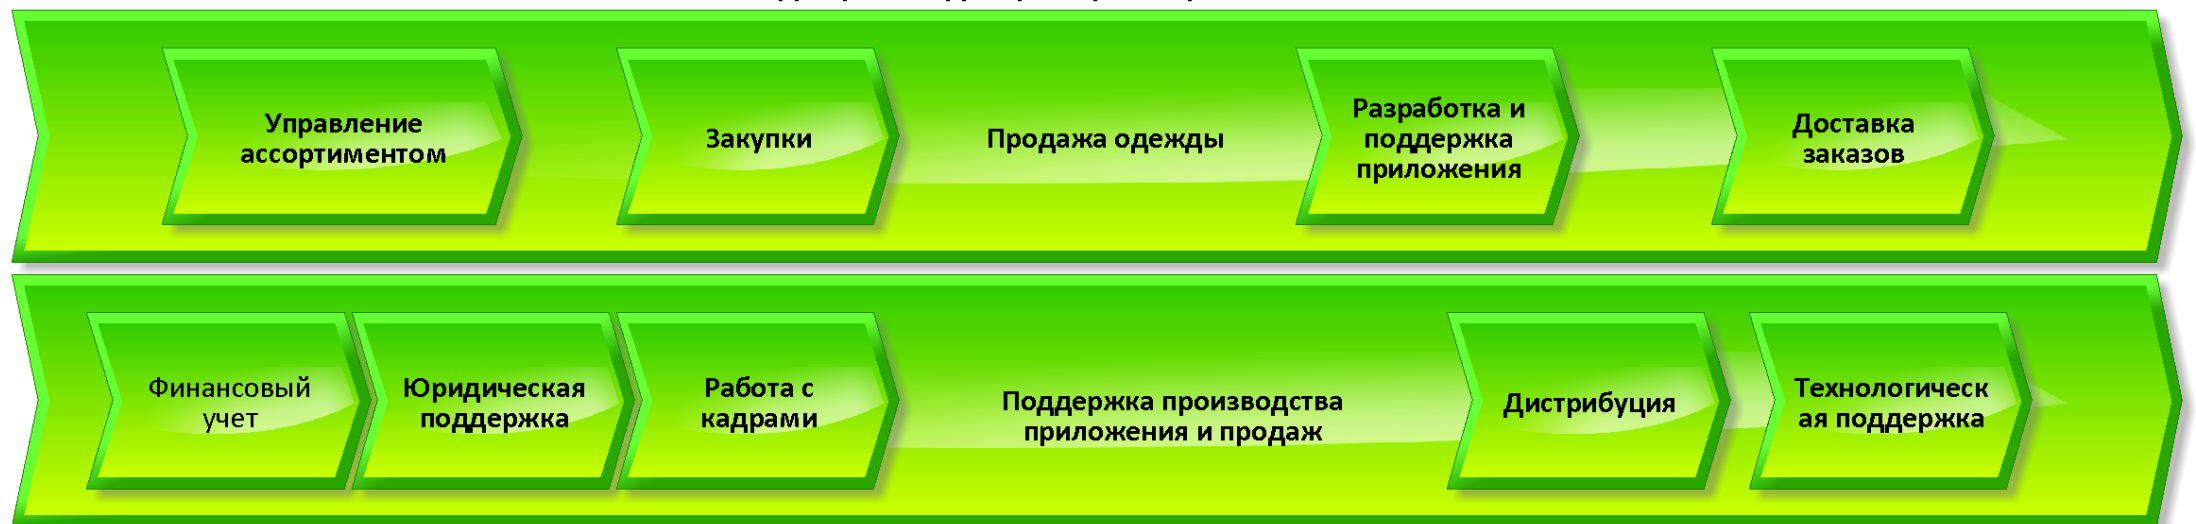 Управление
ассортиментом
Закупки
Продажа одежды
Разработка и
поддержка
приложения
Доставка
заказов
Финансовый
учет
Юридическая
поддержка
Работа с
кадрами
Поддержка производства
приложения и продаж
Дистрибуция
Технологическ
ая поддержка